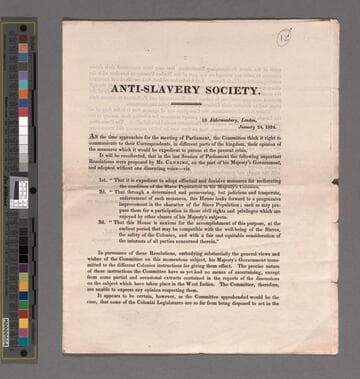 12
ANTI-SLAVERY SOCIETY.
18 Aldermanbury, London,
January 24, 1824.
AS the time approaches for the meeting of Parliament, the Committee think it right to
communicate to their Correspondents, in different parts of the kingdom, their opinion of
the measures which it would be expedient to pursue at the present crisis.
It will be recollected, that in the last Session of Parliament the following important
Resolutions were proposed by Mr. CANNING, on the part of his Majesty's Government,
and adopted without one dissenting voice:—viz.
1st. "That it is expedient to adopt effectual and decisive measures for meliorating
the condition of the Slave Population in his Majesty's Colonies.
2d. "That through a determined and persevering, but judicious and temperate,
enforcement of such measures, this House looks forward to a progressive
improvement in the character of the Slave Population; such as may pre-
pare them for a participation in those civil rights and privileges which are
enjoyed by other classes of his Majesty's subjects.
3d. "That this House is anxious for the accomplishment of this purpose, at the
earliest period that may be compatible with the well-being of the Slaves,
the safety of the Colonies, and with a fair and equitable consideration of
the interests of all parties concerned therein."
In pursuance of these Resolutions, embodying substantially the general views and
wishes of the Committee on this momentous subject, his Majesty's Government trans-
mitted to the different Colonies instructions for giving them effect. The precise nature
of these instructions the Committee have as yet had no means of ascertaining, except
from some partial and occasional extracts contained in the reports of the discussions
on the subject which have taken place in the West Indies. The Committee, therefore,
are unable to express any opinion respecting them.
It appears to be certain, however, as the Committee apprehended would be the
case, that some of the Colonial Legislatures are so far from being disposed to act in the